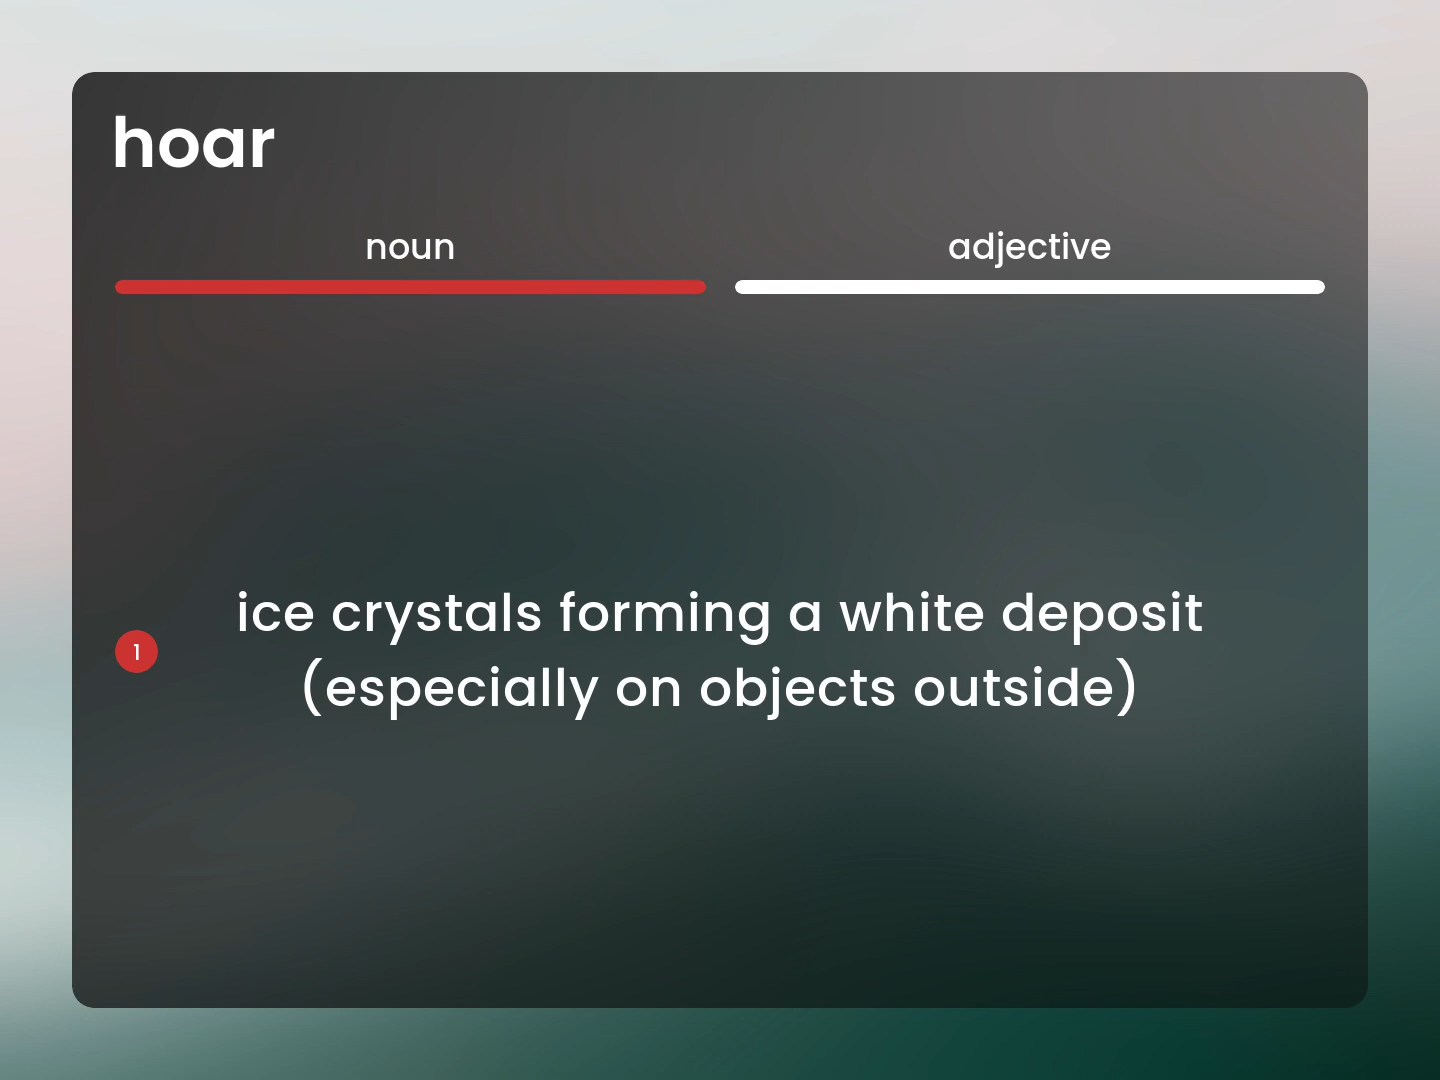 hoar
noun
adjective
1
ice crystals forming a white deposit
(especially on objects outside)